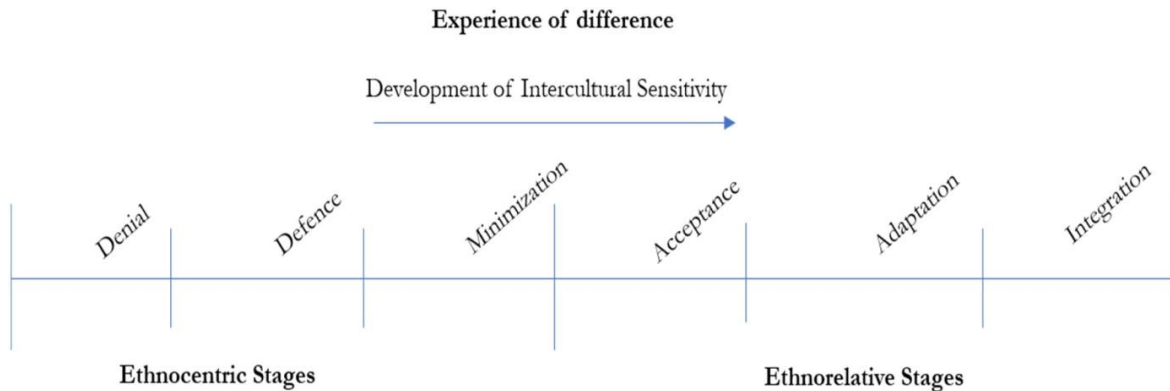 Experience of difference
Development of Intercultural Sensitivity
Denial
Defence
Minimization
Acceptance
Adaptation
Integration
Ethnocentric Stages
Ethnorelative Stages